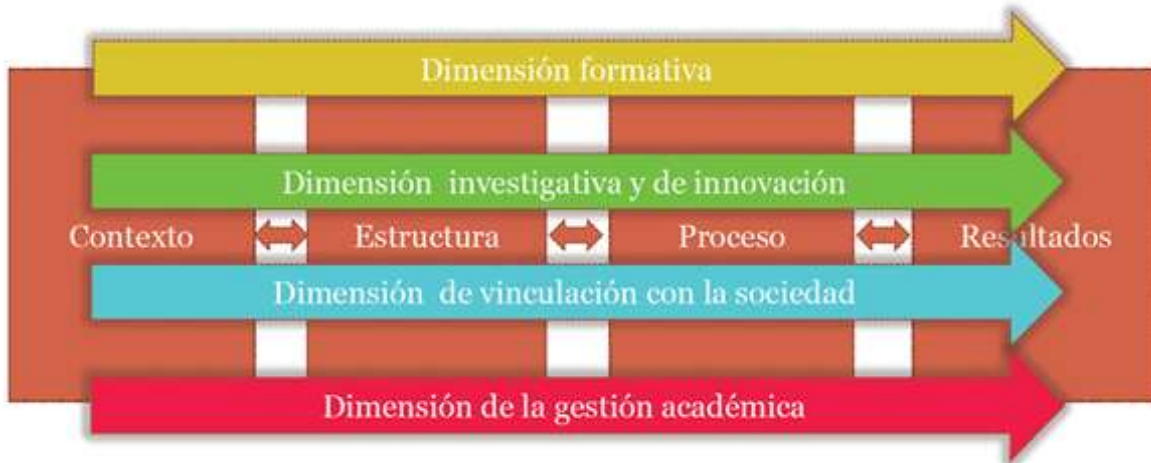 Dimensión formativa
Dimensión investigativa y de innovación
Contexto Estructura Proceso Resultados
Dimensión de vinculación con la sociedad
Dimensión de la gestión académica